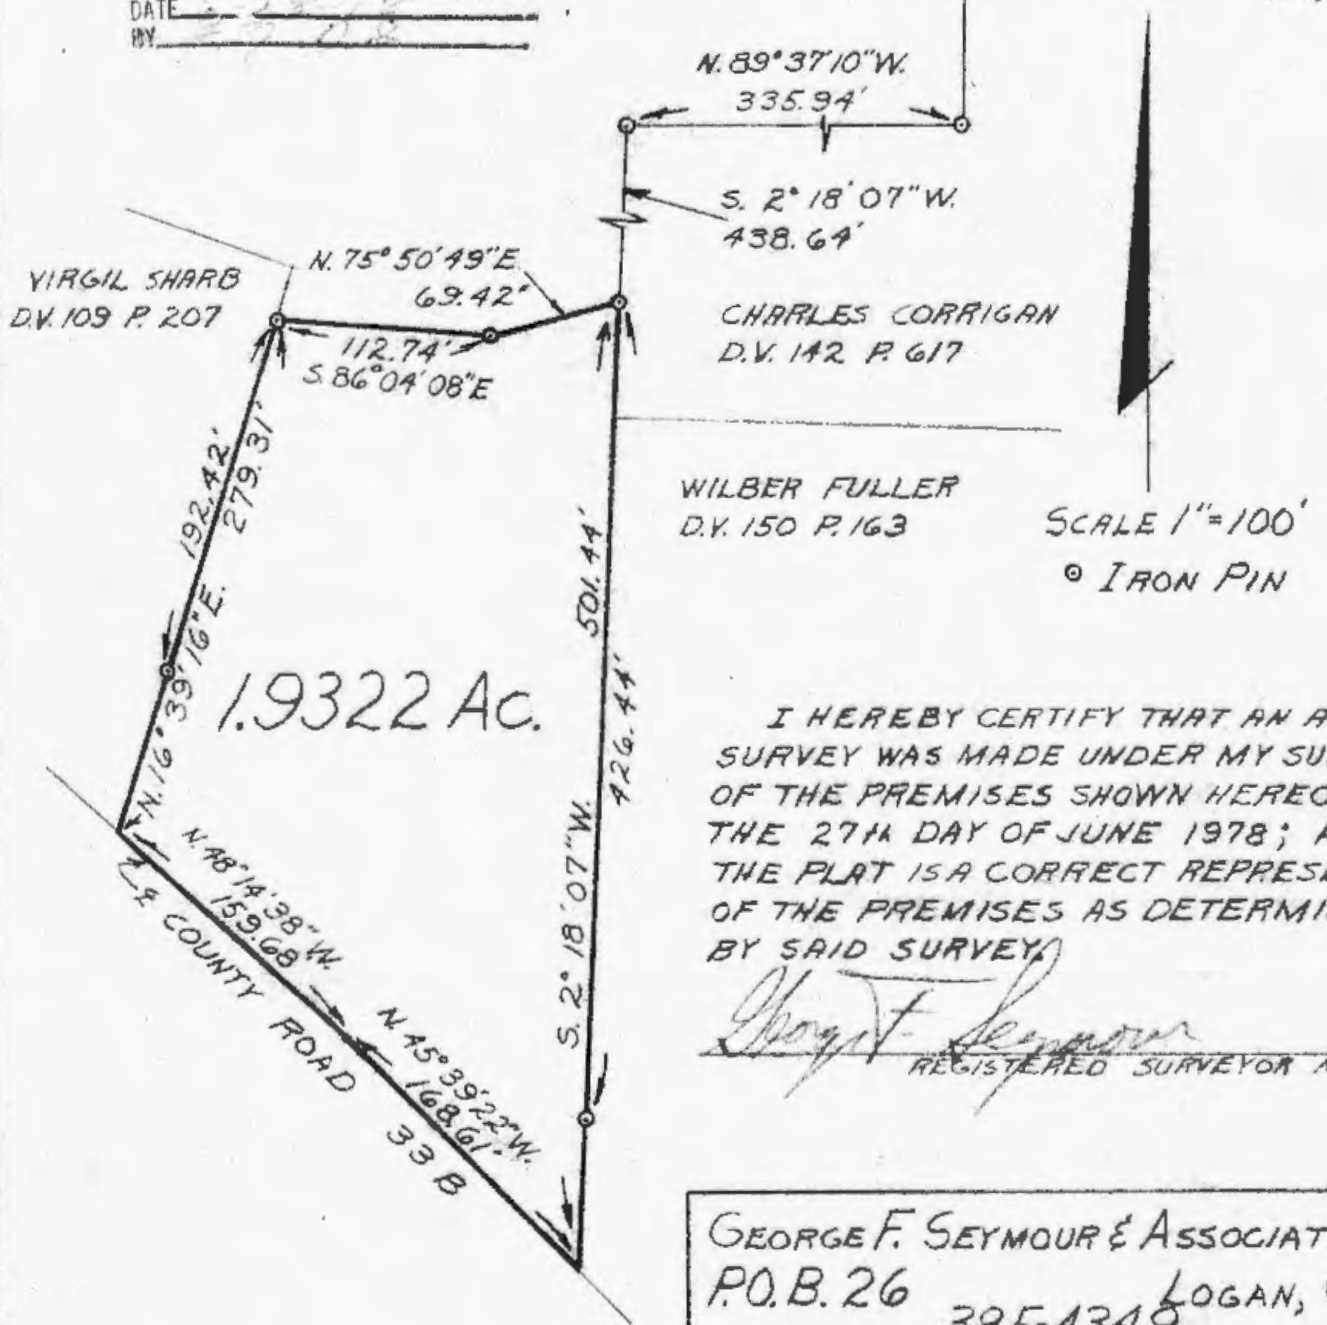 DATE
BY
N. 89° 37' 10" W.
335.94'
S. 2° 18' 07" W.
438.64'
N. 75° 50' 49" E.
69.42'
VIRGIL SHARB
D.V. 109 P. 207
112.74'
S. 86° 04' 08" E
CHARLES CORRIGAN
D.V. 142 P. 617
192.42'
279.31'
N. 16° 39' 16" E.
WILBER FULLER
D.V. 150 P. 163
SCALE 1"=100'
IRON PIN
501.44'
426.44'
S. 2° 18' 07" W.
1.9322 AC.
N. 48° 14' 38" W.
159.68
N. 45° 39' 22" W.
168.61'
℄ COUNTY ROAD 33 B
I HEREBY CERTIFY THAT AN A
SURVEY WAS MADE UNDER MY SU
OF THE PREMISES SHOWN HEREO
THE 27TH DAY OF JUNE 1978; A
THE PLAT IS A CORRECT REPRESE
OF THE PREMISES AS DETERMI
BY SAID SURVEY.
George F. Seymour
REGISTERED SURVEYOR
GEORGE F. SEYMOUR & ASSOCIAT
P.O.B. 26 LOGAN,